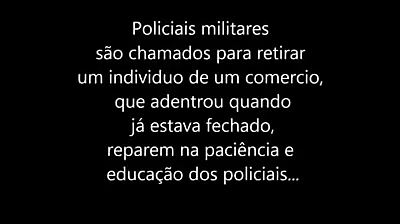 Policiais militares
são chamados para retirar
um individuo de um comercio,
que adentrou quando
já estava fechado,
reparem na paciência e
educação dos policiais...